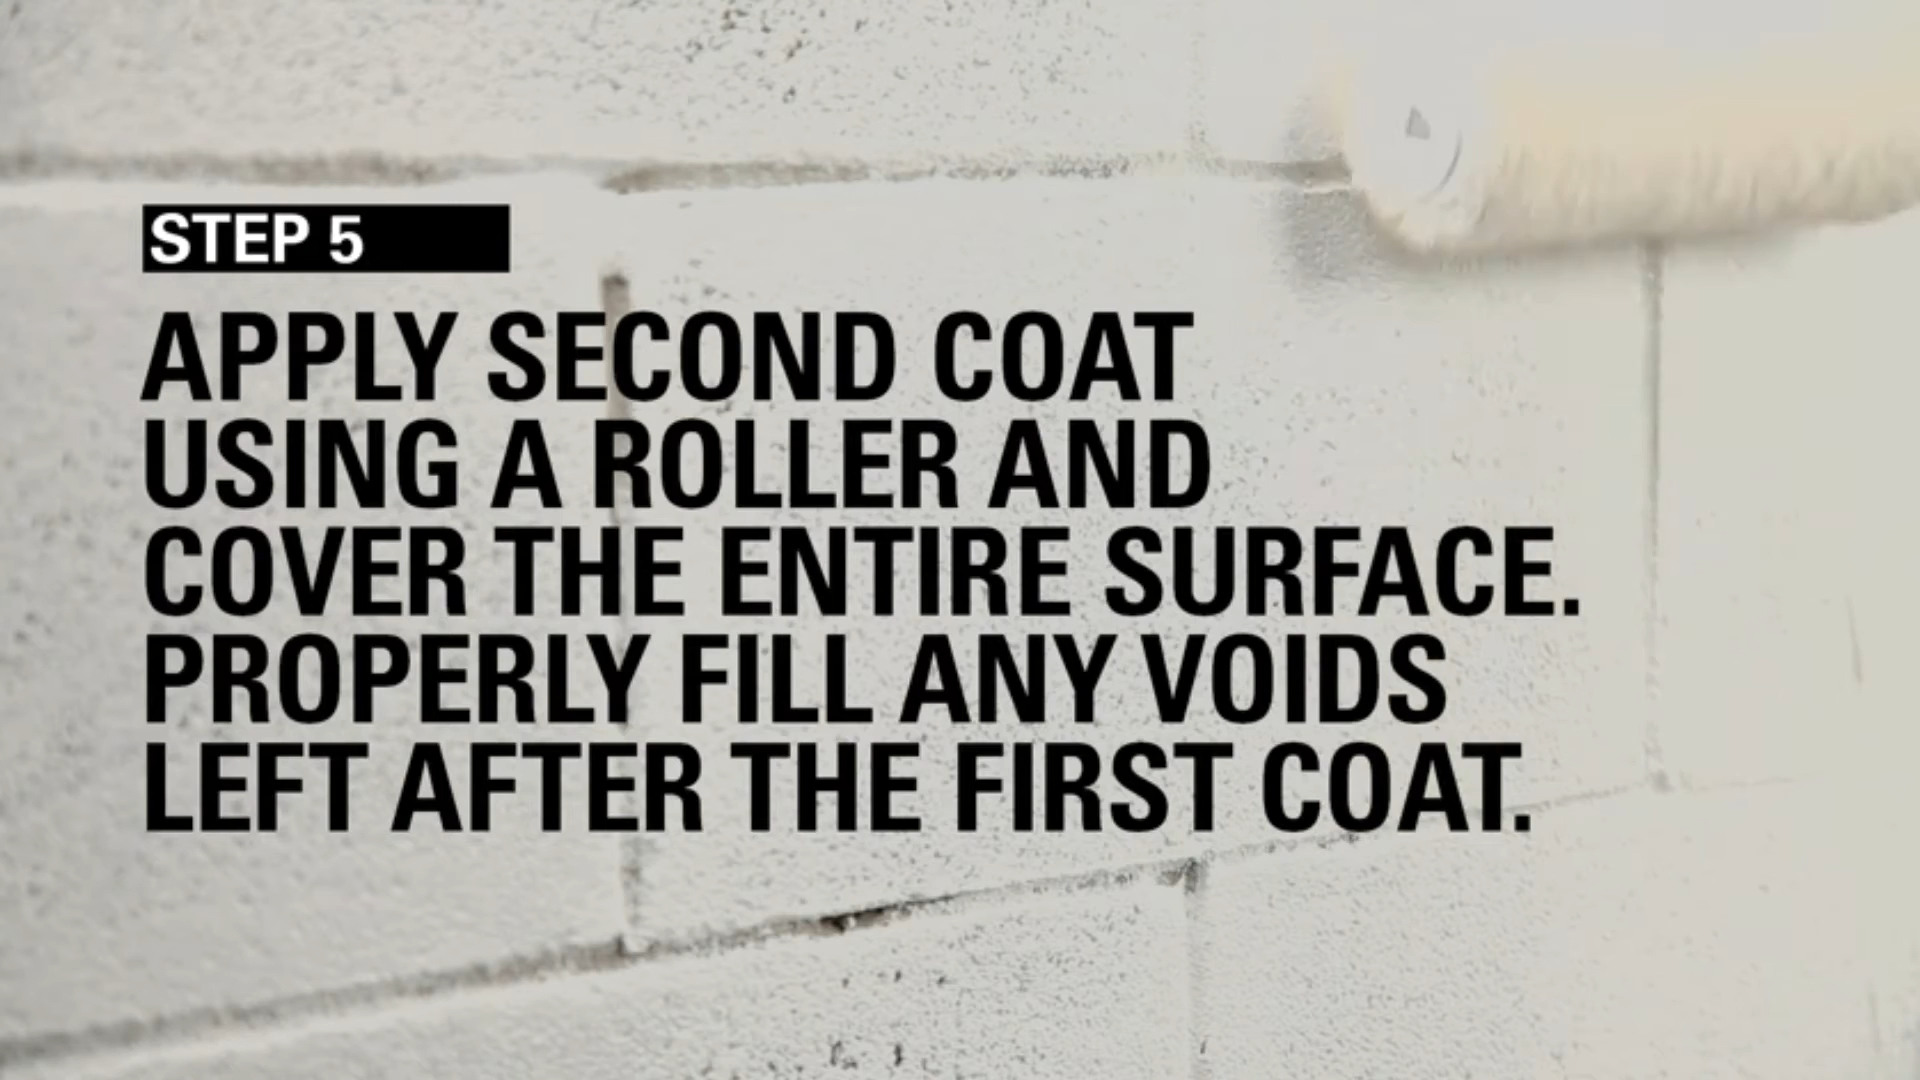 STEP 5
APPLY SECOND COAT
USING A ROLLER AND
COVER THE ENTIRE SURFACE.
PROPERLY FILL ANY VOIDS
LEFT AFTER THE FIRST COAT.